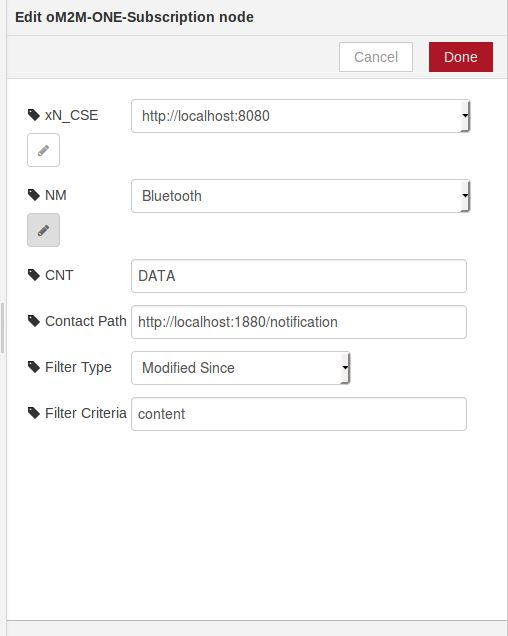 Edit oM2M-ONE-Subscription node
Cancel Done
xN_CSE http://localhost:8080
NM Bluetooth
CNT DATA
Contact Path http://localhost:1880/notification
Filter Type Modified Since
Filter Criteria content